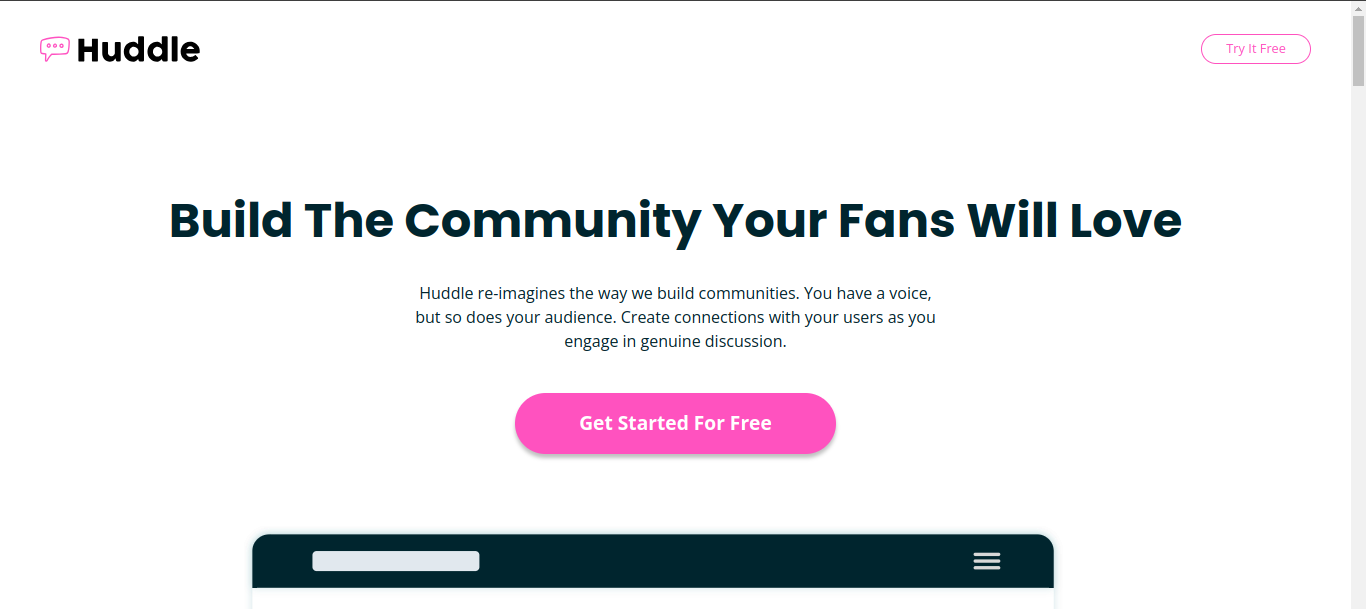 Huddle
Try It Free
Build The Community Your Fans Will Love
Huddle re-imagines the way we build communities. You have a voice,
but so does your audience. Create connections with your users as you
engage in genuine discussion.
Get Started For Free